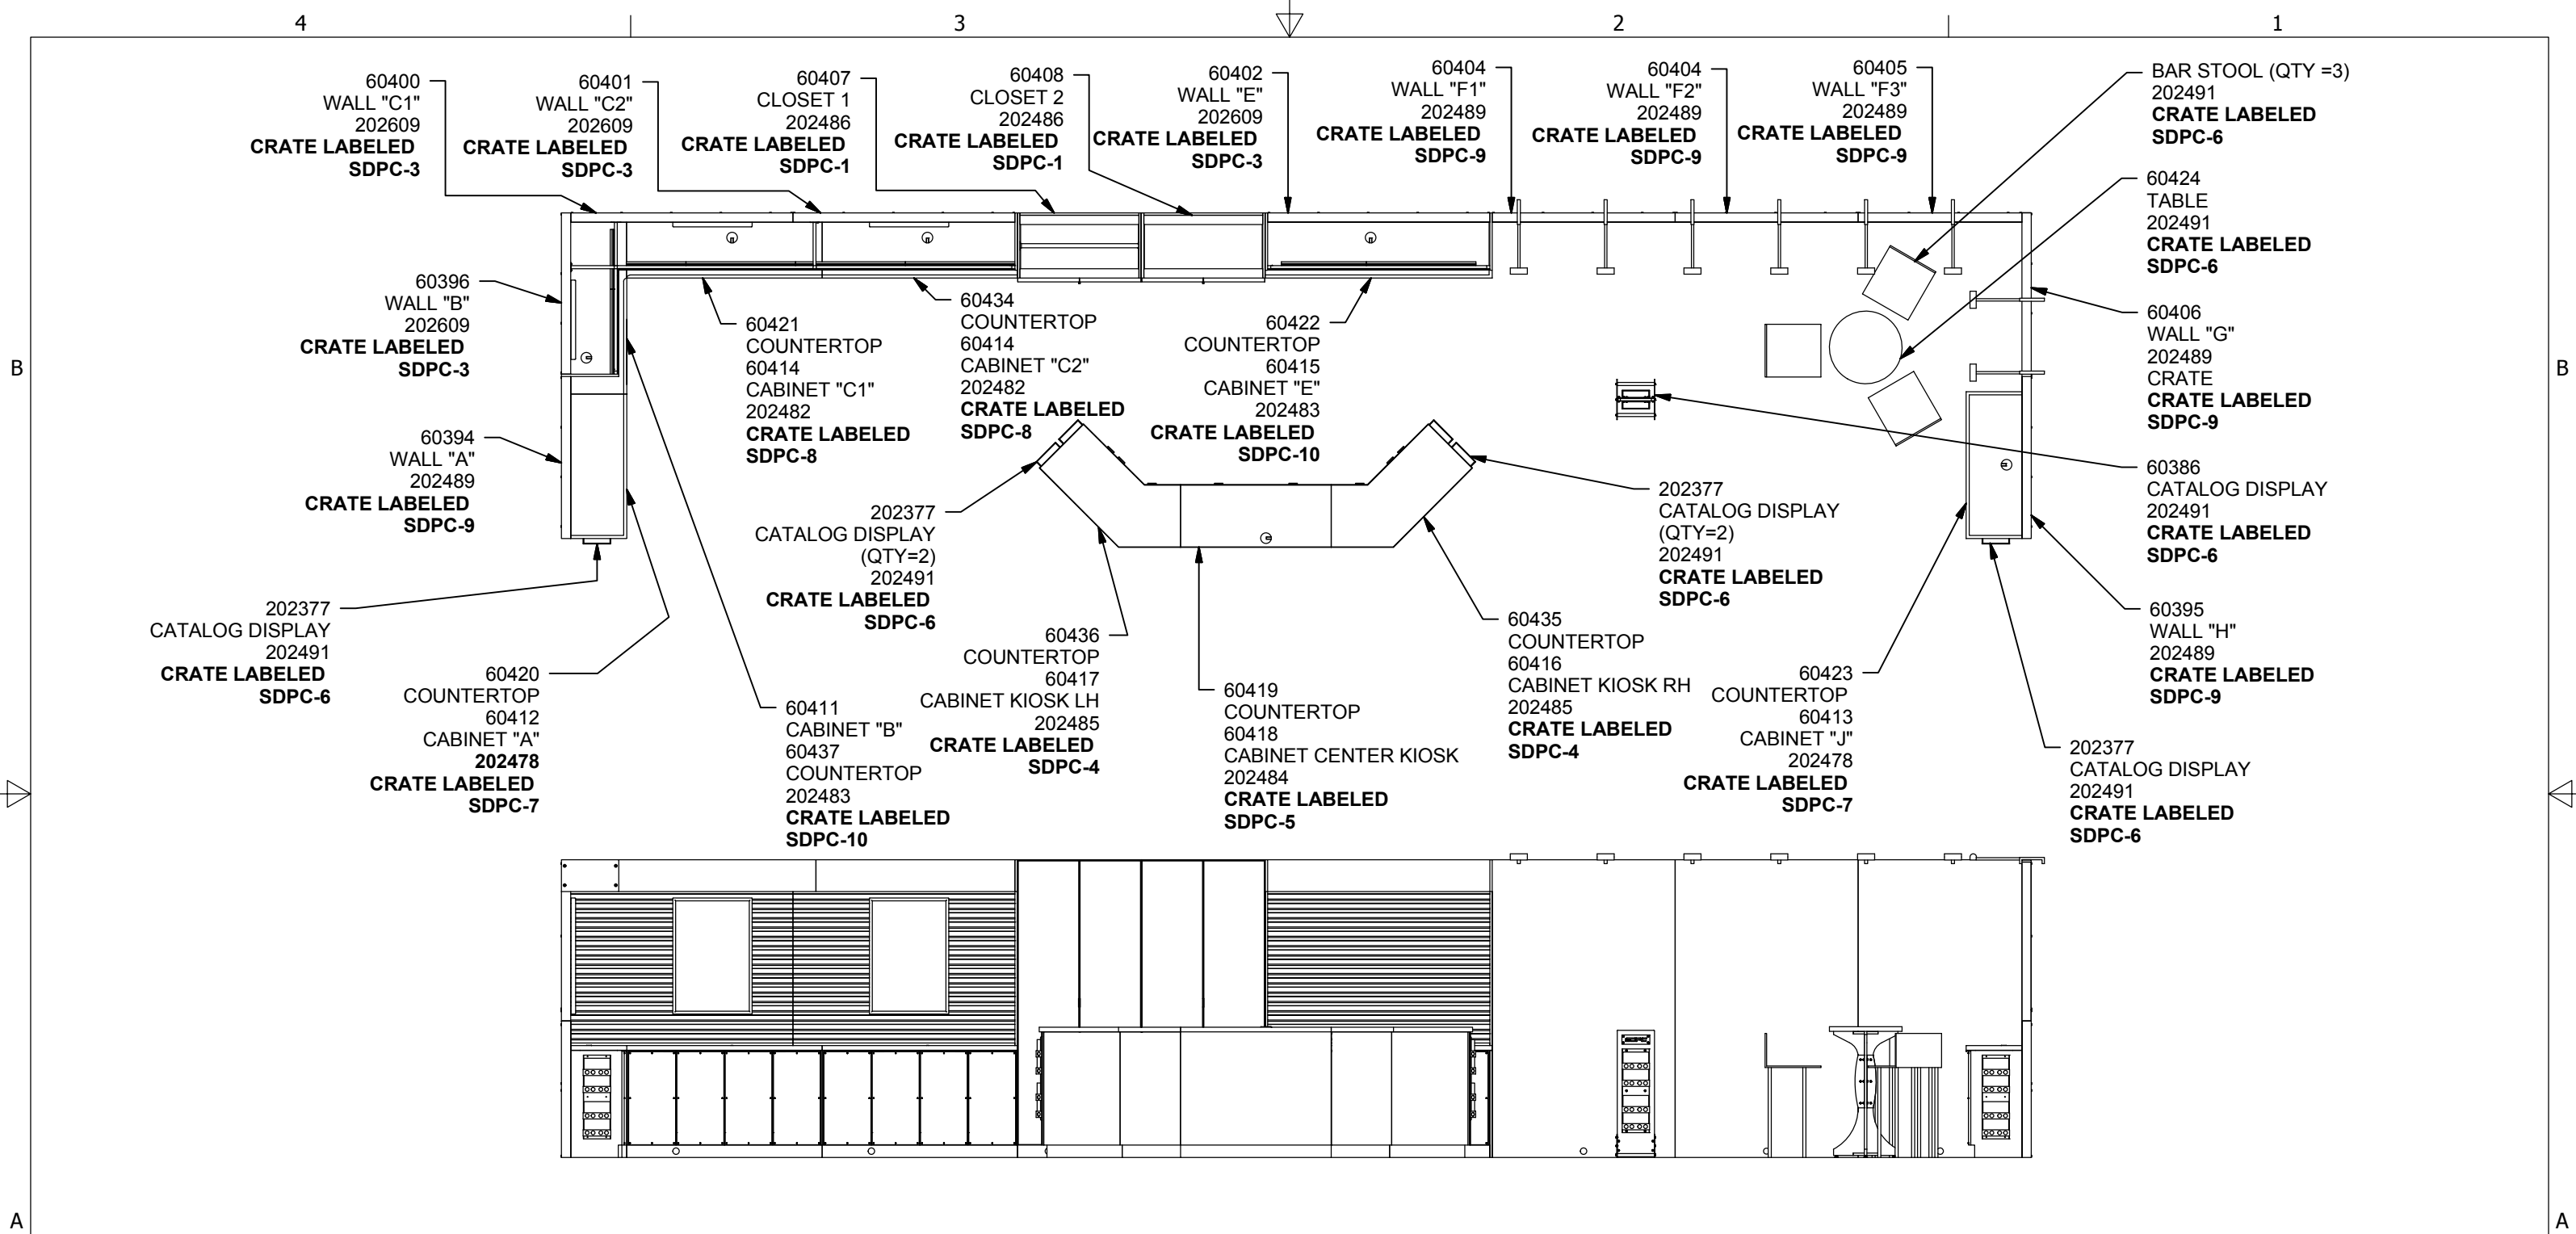 4
3
2
1
60400
WALL "C1"
202609
CRATE LABELED
SDPC-3
60401
WALL "C2"
202609
CRATE LABELED
SDPC-3
60407
CLOSET 1
202486
CRATE LABELED
SDPC-1
60408
CLOSET 2
202486
CRATE LABELED
SDPC-1
60402
WALL "E"
202609
CRATE LABELED
SDPC-3
60404
WALL "F1"
202489
CRATE LABELED
SDPC-9
60404
WALL "F2"
202489
CRATE LABELED
SDPC-9
60405
WALL "F3"
202489
CRATE LABELED
SDPC-9
BAR STOOL (QTY =3)
202491
CRATE LABELED
SDPC-6
60424
TABLE
202491
CRATE LABELED
SDPC-6
60396
WALL "B"
202609
CRATE LABELED
SDPC-3
60421
COUNTERTOP
60414
CABINET "C1"
202482
CRATE LABELED
SDPC-8
60434
COUNTERTOP
60414
CABINET "C2"
202482
CRATE LABELED
SDPC-8
60422
COUNTERTOP
60415
CABINET "E"
202483
CRATE LABELED
SDPC-10
60406
WALL "G"
202489
CRATE
CRATE LABELED
SDPC-9
B
B
60394
WALL "A"
202489
CRATE LABELED
SDPC-9
202377
CATALOG DISPLAY
(QTY=2)
202491
CRATE LABELED
SDPC-6
202377
CATALOG DISPLAY
(QTY=2)
202491
CRATE LABELED
SDPC-6
60386
CATALOG DISPLAY
202491
CRATE LABELED
SDPC-6
202377
CATALOG DISPLAY
202491
CRATE LABELED
SDPC-6
60420
COUNTERTOP
60412
CABINET "A"
202478
CRATE LABELED
SDPC-7
60411
CABINET "B"
60437
COUNTERTOP
202483
CRATE LABELED
SDPC-10
60436
COUNTERTOP
60417
CABINET KIOSK LH
202485
CRATE LABELED
SDPC-4
60419
COUNTERTOP
60418
CABINET CENTER KIOSK
202484
CRATE LABELED
SDPC-5
60435
COUNTERTOP
60416
CABINET KIOSK RH
202485
CRATE LABELED
SDPC-4
60423
COUNTERTOP
60413
CABINET "J"
202478
CRATE LABELED
SDPC-7
60395
WALL "H"
202489
CRATE LABELED
SDPC-9
202377
CATALOG DISPLAY
202491
CRATE LABELED
SDPC-6
A
A